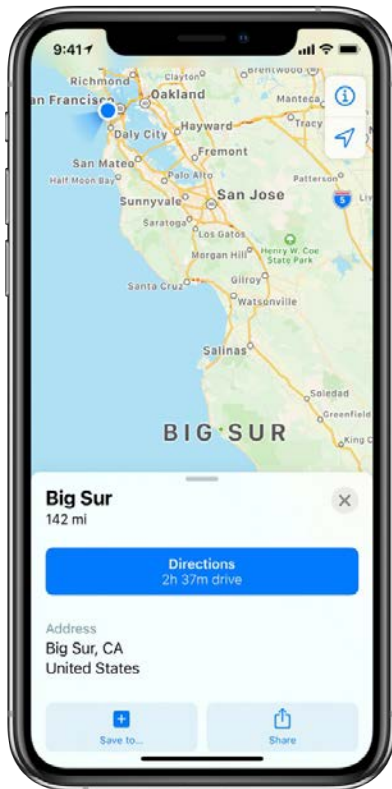 9:41
Richmond
Clayton
Brentwood
an Francisco
Oakland
Manteca
Daly City
Hayward
Tracy
San Mateo
Fremont
Half Moon Bay
Palo Alto
Patterson
Sunnyvale
San Jose
5
Liv
Saratoga
Los Gatos
Morgan Hill
Henry W. Coe
State Park
Santa Cruz
Gilroy
Watsonville
Salinas
Soledad
Greenfield
BIG SUR
King C
Big Sur
142 mi
Directions
2h 37m drive
Address
Big Sur, CA
United States
Save to...
Share